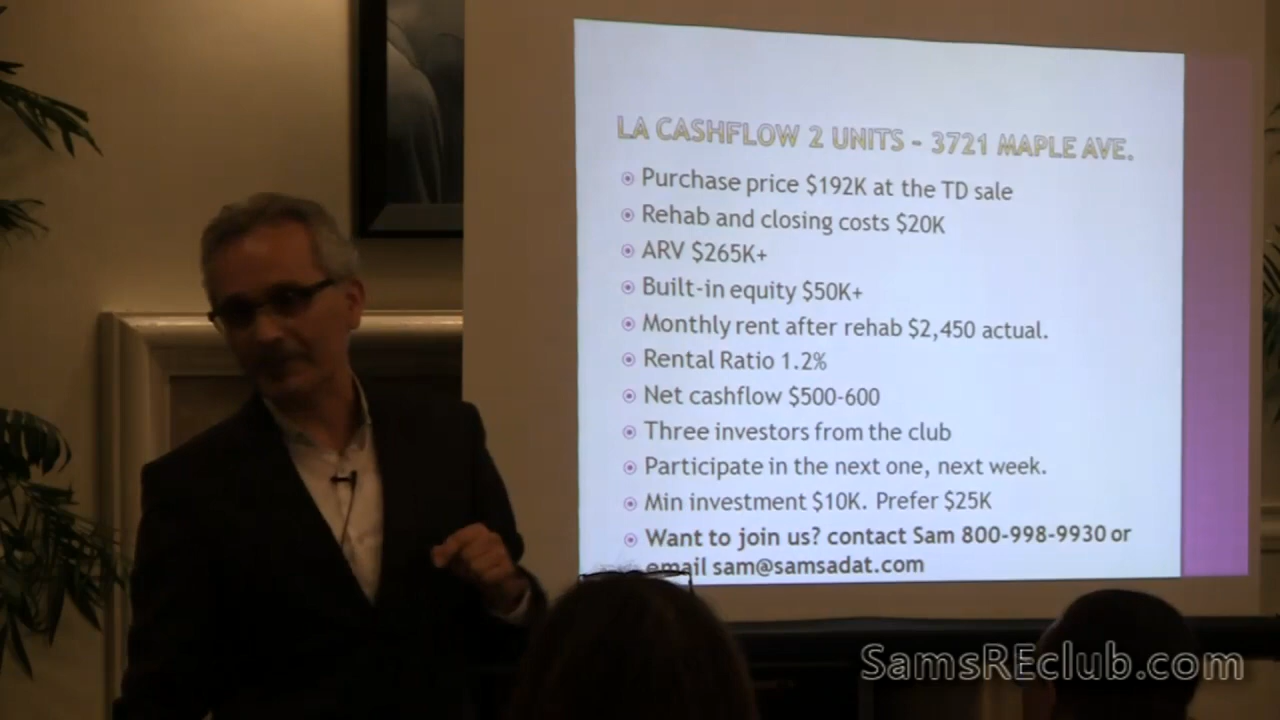 LA CASHFLOW 2 UNITS - 3721 MAPLE AVE.
Purchase price $192K at the TD sale
Rehab and closing costs $20K
ARV $265K+
Built-in equity $50K+
Monthly rent after rehab $2,450 actual.
Rental Ratio 1.2%
Net cashflow $500-600
Three investors from the club
Participate in the next one, next week.
Min investment $10K. Prefer $25K
Want to join us? contact Sam 800-998-9930 or
email sam@samsadat.com
SamsREclub.com